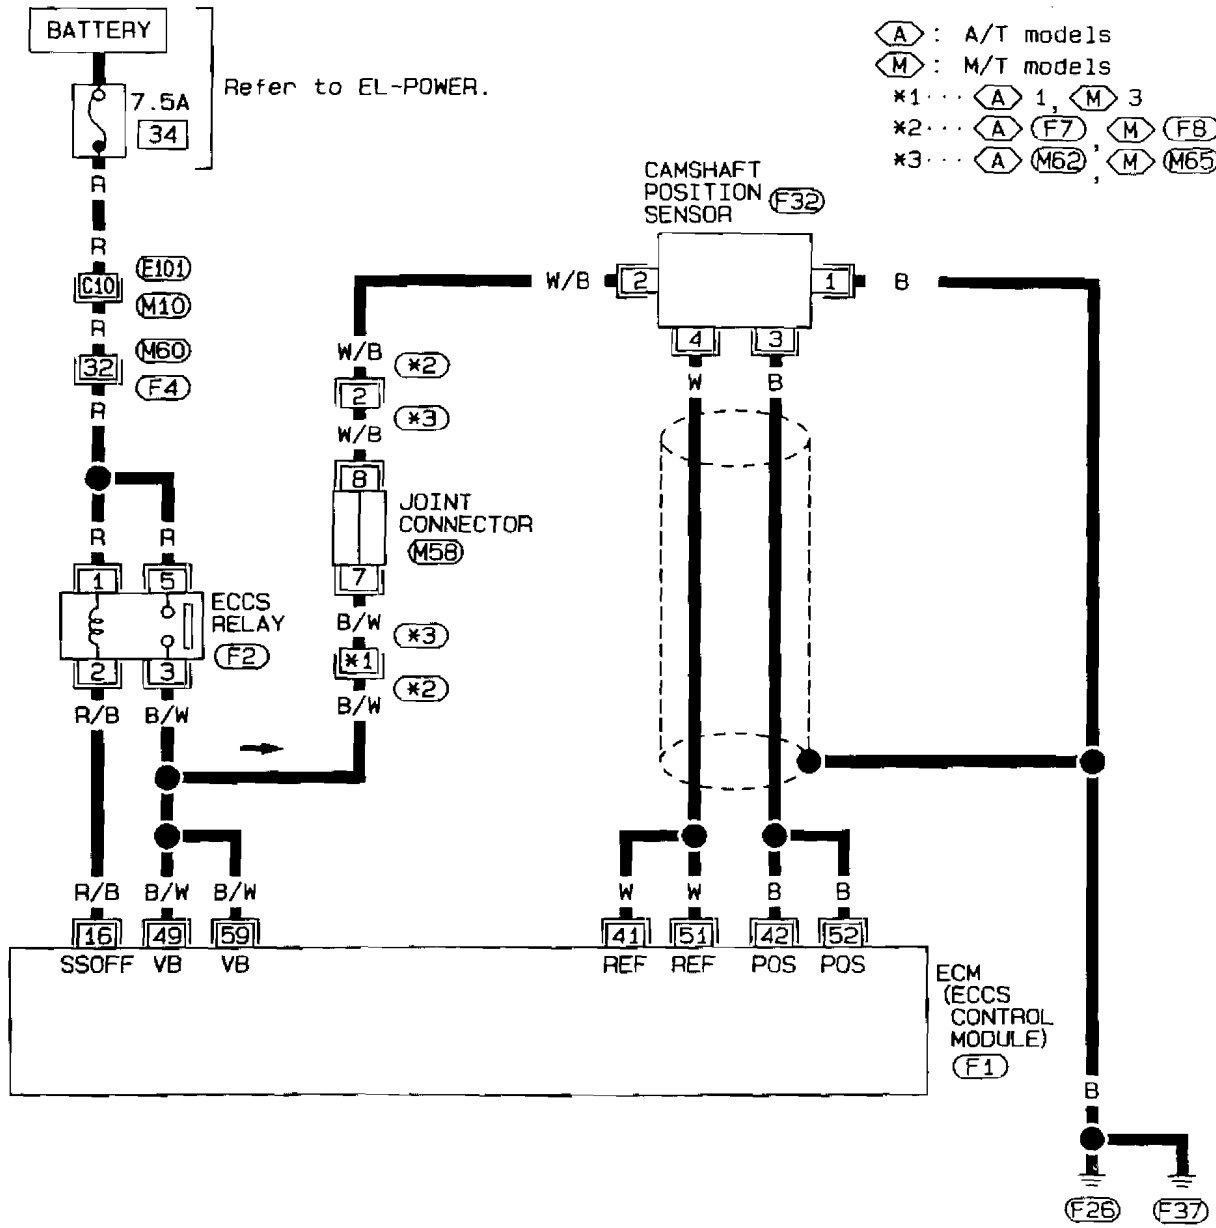 BATTERY
7.5A
34
Refer to EL-POWER.
A : A/T models
M : M/T models
*1··· A 1, M 3
*2··· A F7 , M F8
*3··· A M62 , M M65
R
R
C10
E101
M10
R
32
M60
F4
R
R
R
1
5
ECCS
RELAY
F2
2
3
R/B
B/W
CAMSHAFT
POSITION
SENSOR
F32
W/B
2
1
B
4
3
W
B
W/B
*2
2
*3
W/B
8
JOINT
CONNECTOR
M58
7
B/W
*3
*1
*2
B/W
R/B
B/W
B/W
W
W
B
B
16
49
59
41
51
42
52
SSOFF
VB
VB
REF
REF
POS
POS
ECM
(ECCS
CONTROL
MODULE)
F1
B
F26
F37